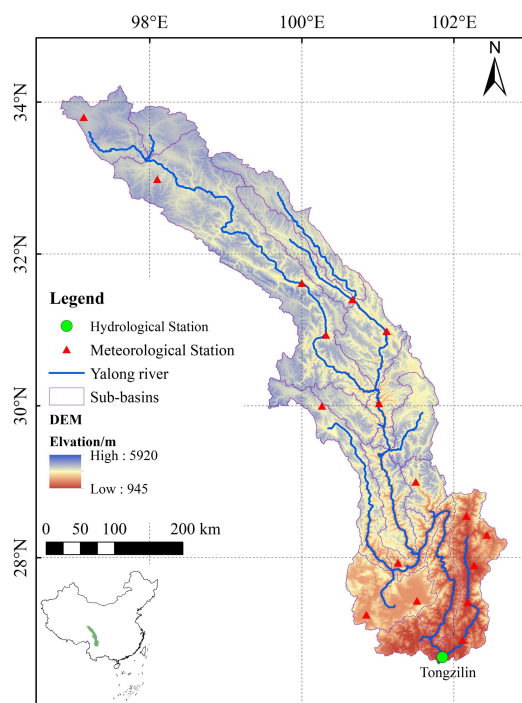 98°E 100°E 102°E
N
34°N
32°N
30°N
28°N
Legend
Hydrological Station
Meteorological Station
Yalong river
Sub-basins
DEM
Elvation/m
High : 5920
Low : 945
0 50 100 200 km
Tongzilin